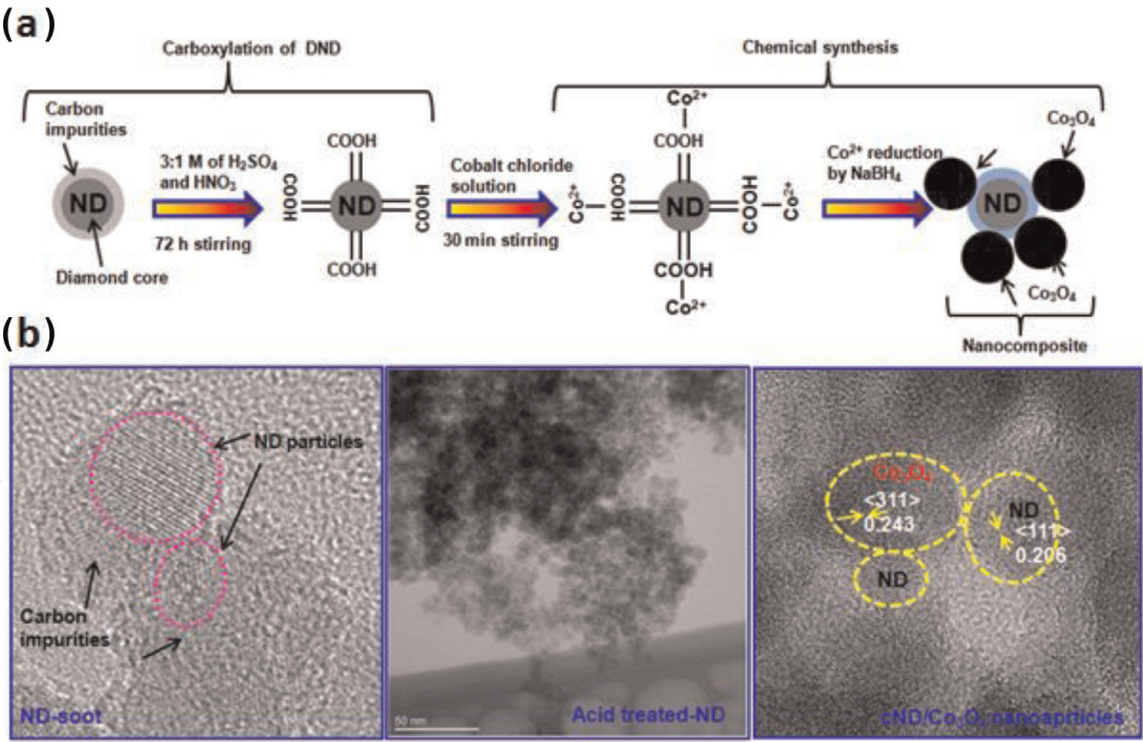 (a)
Carboxylation of DND
Chemical synthesis
Carbon
impurities
ND
Diamond core
3:1 M of H₂SO₄
and HNO₃
72 h stirring
COOH
COOH
ND
HOOC
COOH
Cobalt chloride
solution
30 min stirring
Co²⁺
COOH
Co²⁺
COOH
ND
COOH
Co²⁺
COOH
Co²⁺
Co²⁺ reduction
by NaBH₄
Co₃O₄
ND
Co₃O₄
Nanocomposite
(b)
ND particles
Carbon
impurities
ND-soot
50 nm
Acid treated-ND
Co₃O₄
<311>
0.243
ND
<111>
0.206
ND
cND/Co₃O₄ nanoaprticles